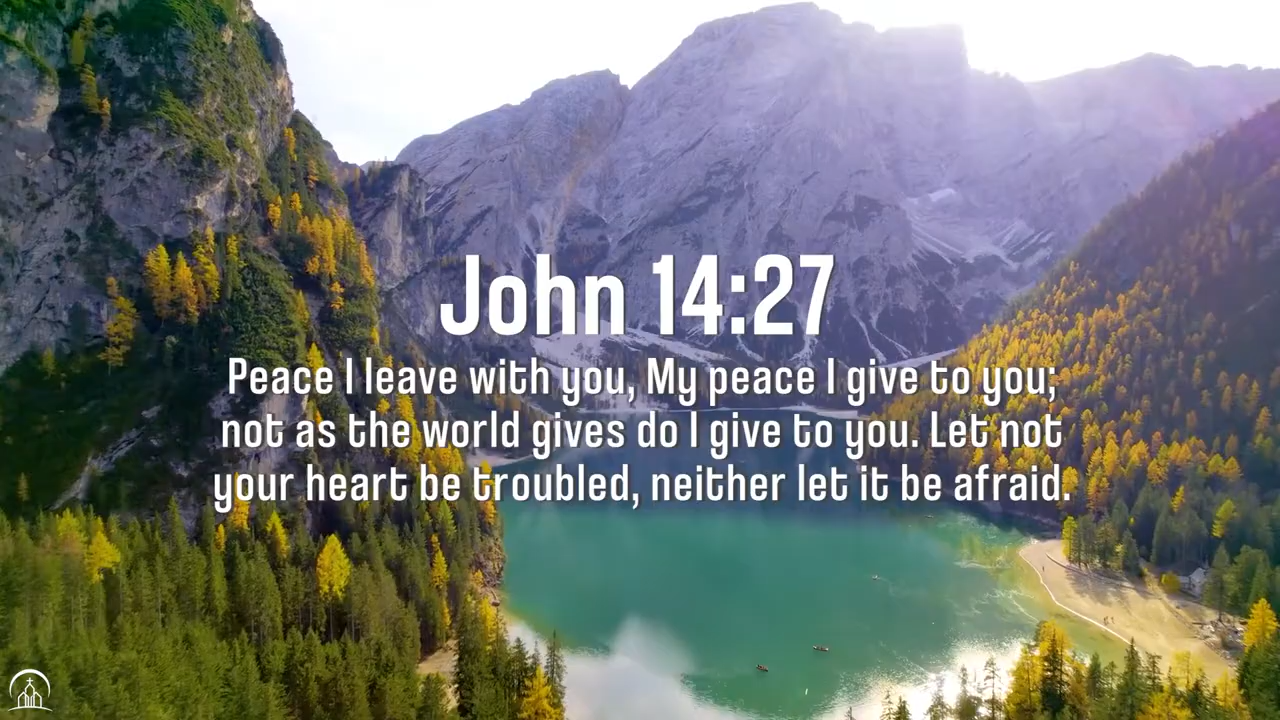 John 14:27
Peace I leave with you, My peace I give to you;
not as the world gives do I give to you. Let not
your heart be troubled, neither let it be afraid.